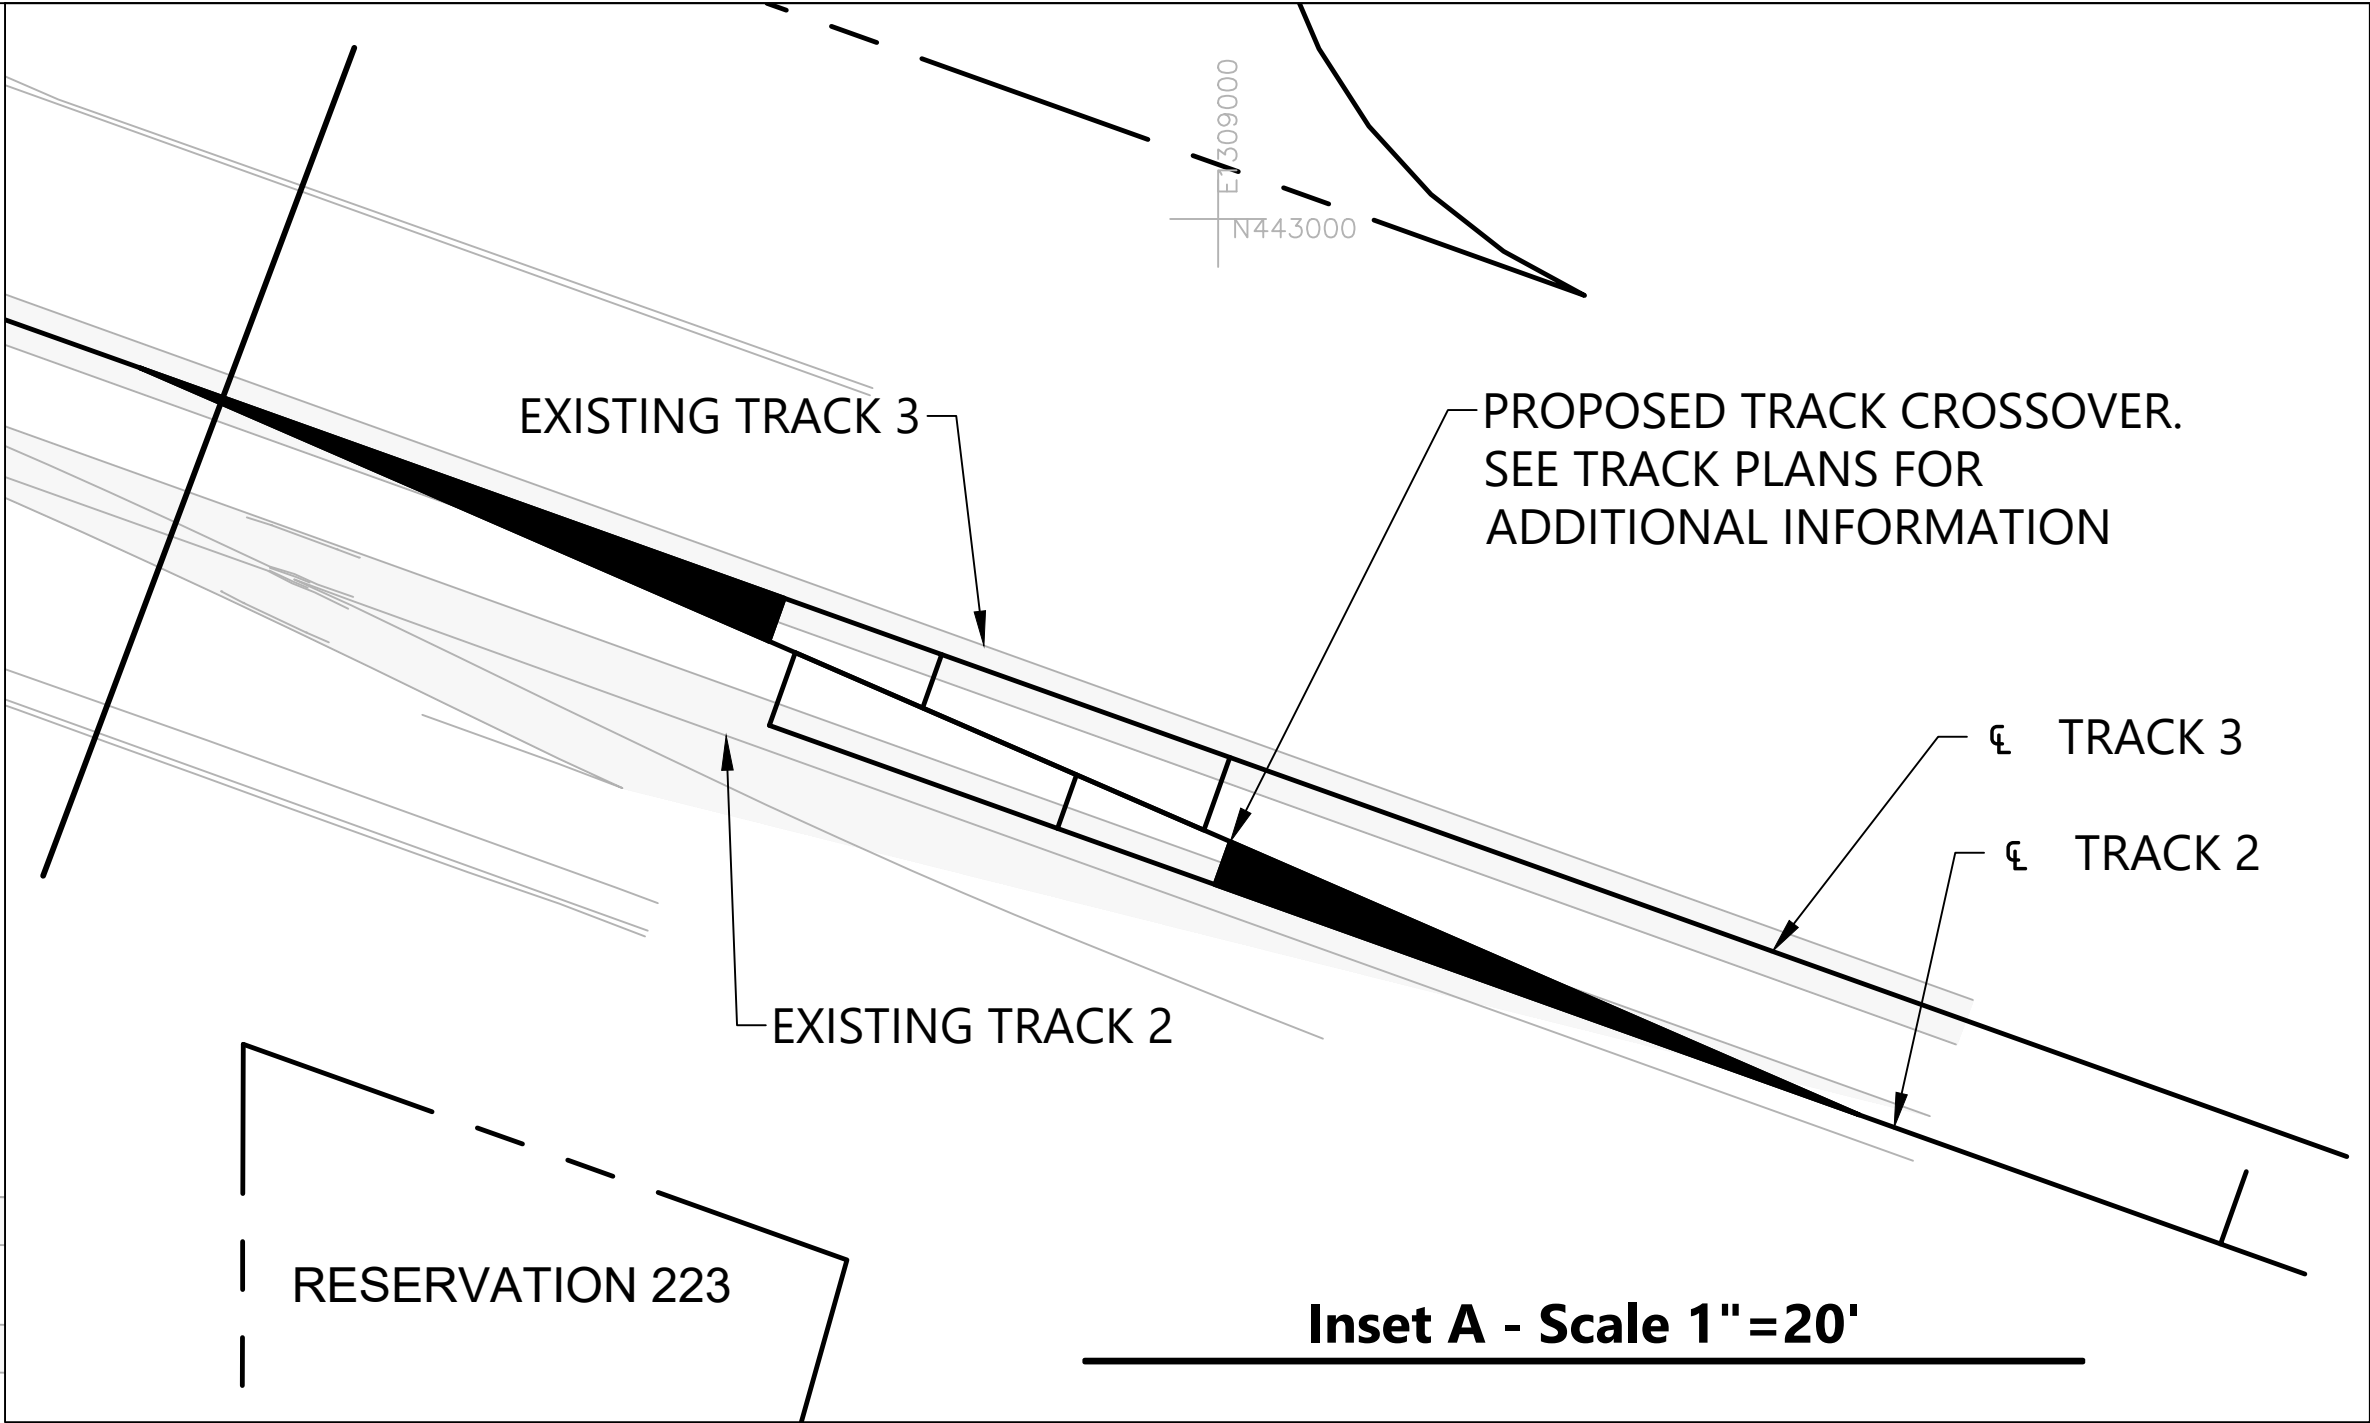 E1309000
N443000
EXISTING TRACK 3
PROPOSED TRACK CROSSOVER.
SEE TRACK PLANS FOR
ADDITIONAL INFORMATION
℄ TRACK 3
℄ TRACK 2
EXISTING TRACK 2
RESERVATION 223
Inset A - Scale 1"=20'